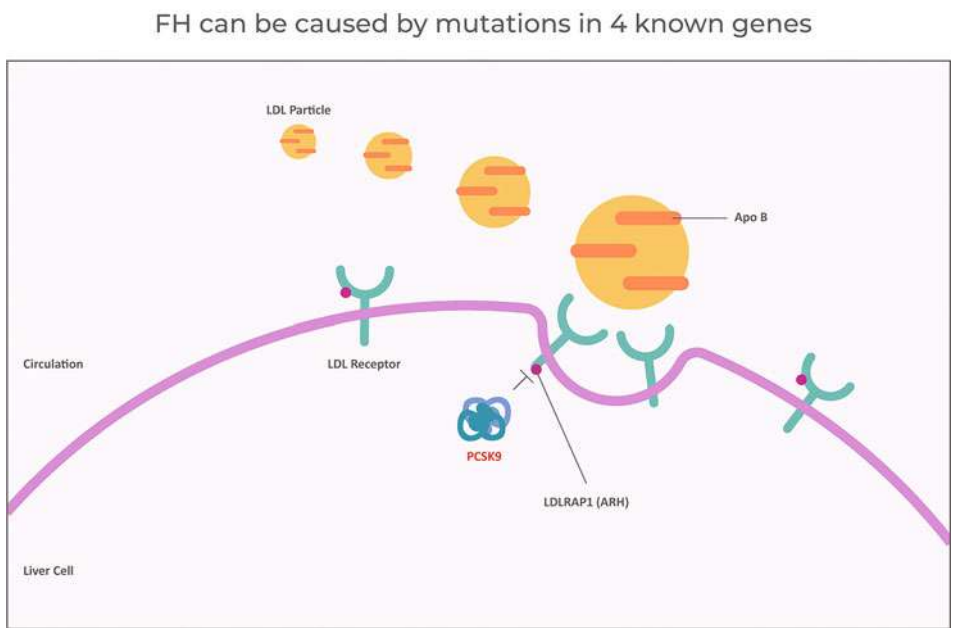 FH can be caused by mutations in 4 known genes
LDL Particle
Apo B
Circulation
LDL Receptor
PCSK9
LDLRAP1 (ARH)
Liver Cell